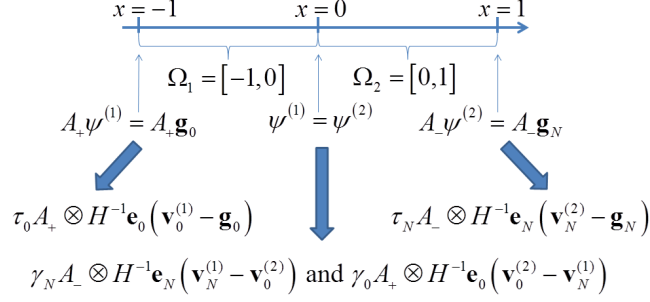 x = −1 x = 0 x = 1
Ω₁ = [−1,0] Ω₂ = [0,1]
A₊ψ⁽¹⁾ = A₊g₀ ψ⁽¹⁾ = ψ⁽²⁾ A₋ψ⁽²⁾ = A₋g_N
τ₀A₊ ⊗ H⁻¹e₀(v₀⁽¹⁾ − g₀) τ_N A₋ ⊗ H⁻¹e_N(v_N⁽²⁾ − g_N)
γ_N A₋ ⊗ H⁻¹e_N(v_N⁽¹⁾ − v₀⁽²⁾) and γ₀A₊ ⊗ H⁻¹e₀(v₀⁽²⁾ − v_N⁽¹⁾)